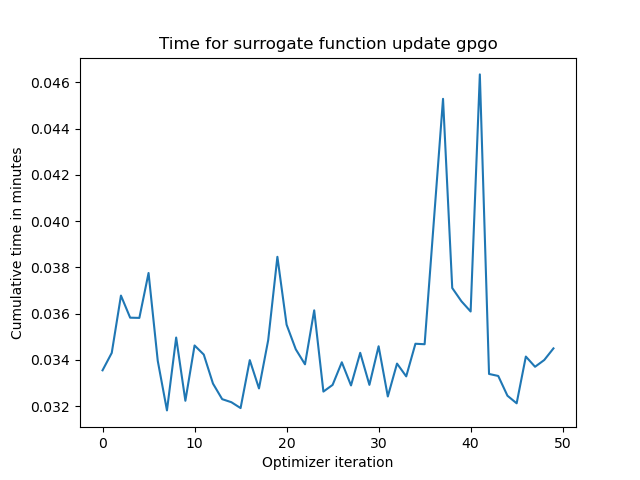 Time for surrogate function update gpgo
Cumulative time in minutes
0.046
0.044
0.042
0.040
0.038
0.036
0.034
0.032
0 10 20 30 40 50
Optimizer iteration